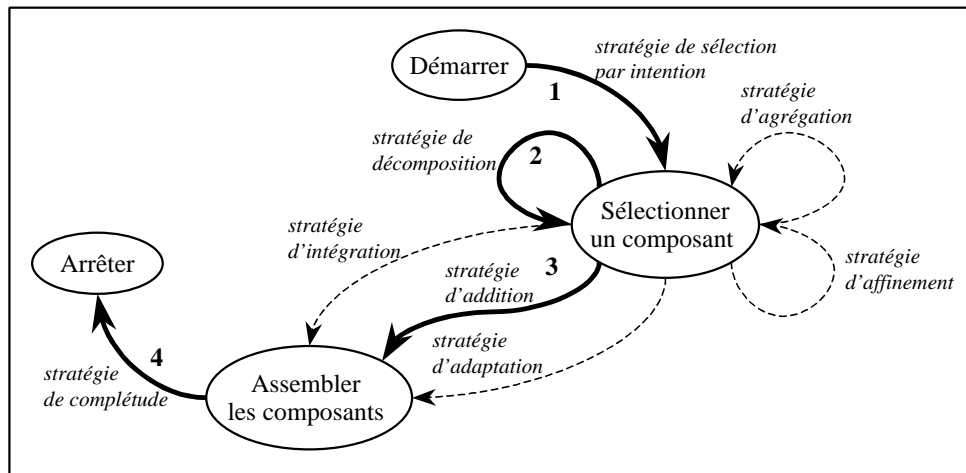 Démarrer
stratégie de sélection
par intention
1
stratégie
d'agrégation
stratégie de
décomposition
2
Sélectionner
un composant
stratégie
d'intégration
3
Arrêter
stratégie
d'affinement
stratégie
d'addition
stratégie
d'adaptation
4
stratégie
de complétude
Assembler
les composants